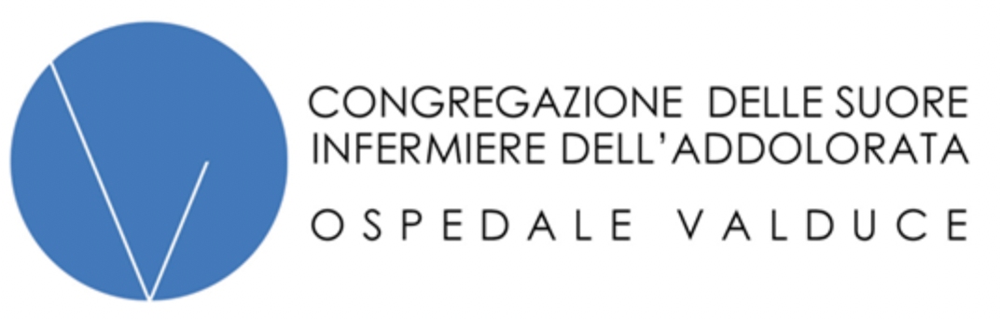 CONGREGAZIONE DELLE SUORE
INFERMIERE DELL'ADDOLORATA
OSPEDALE VALDUCE